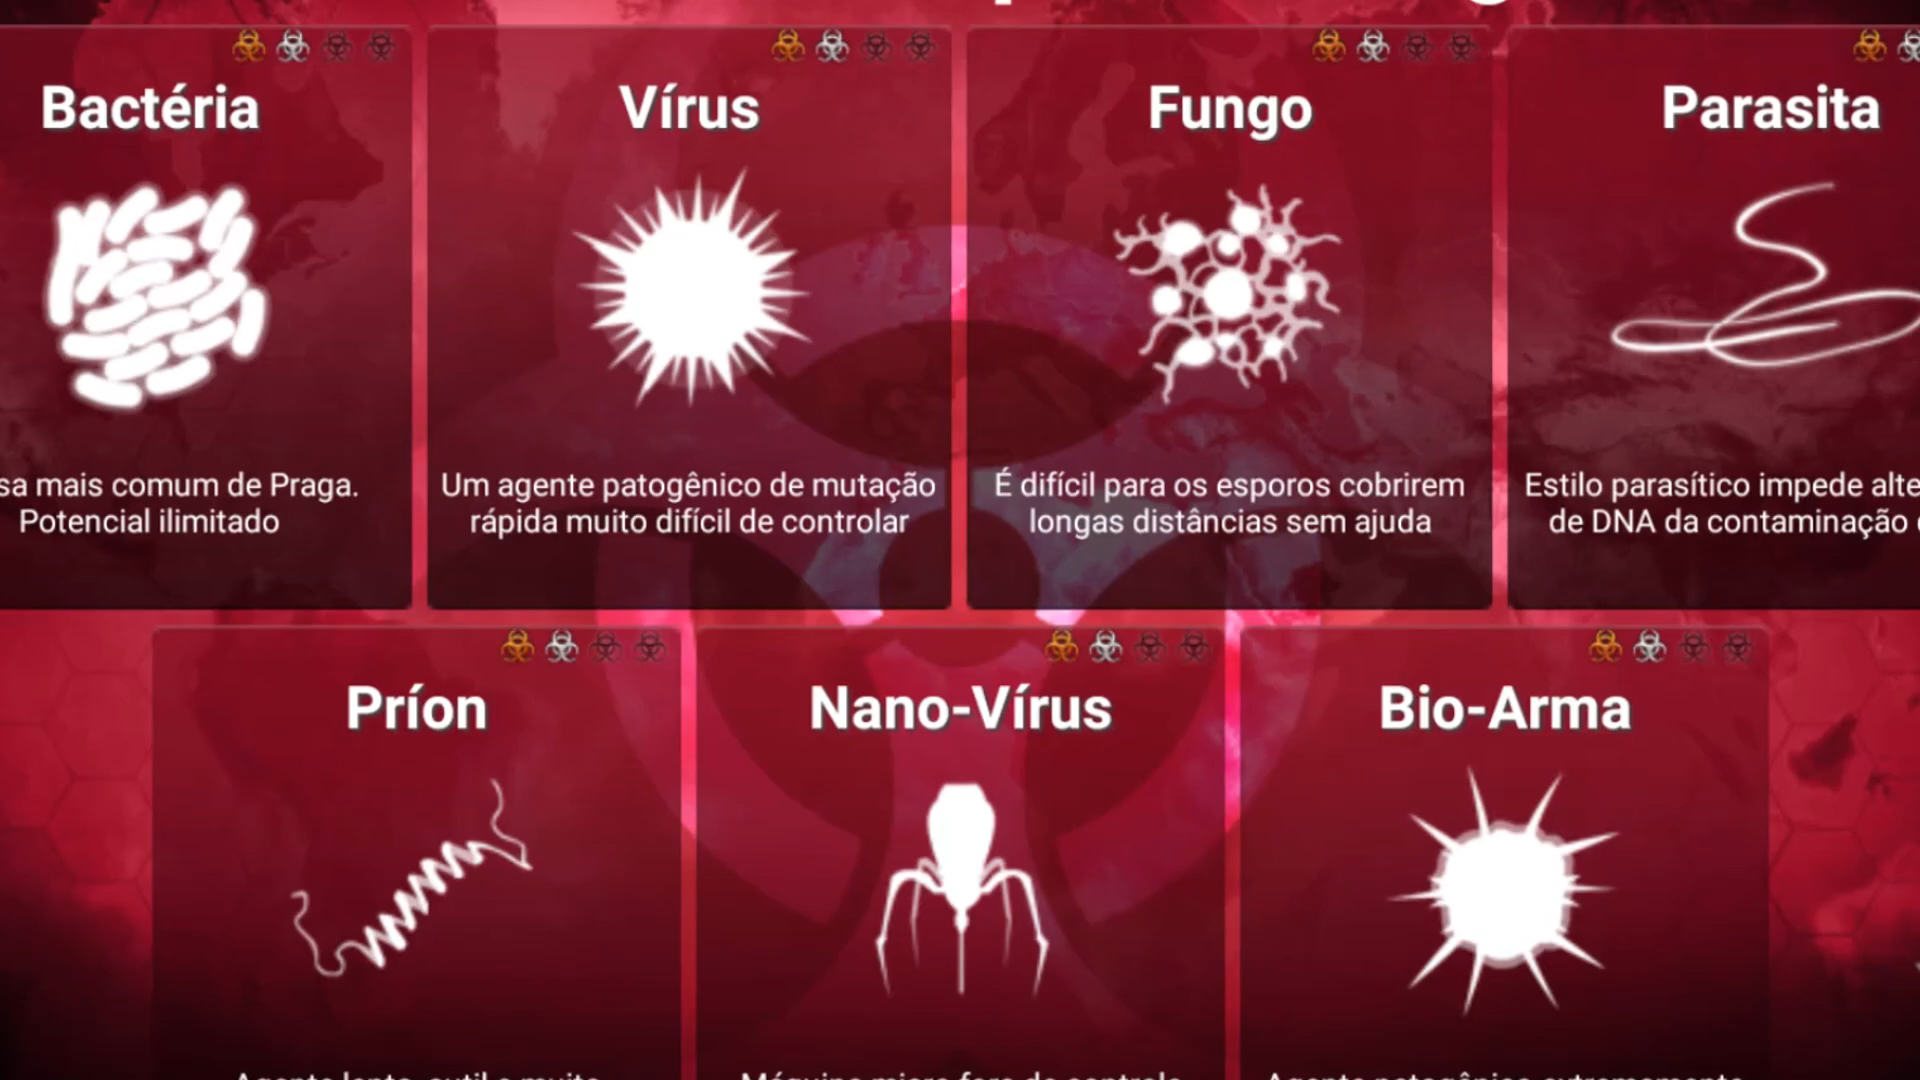 Bactéria
Vírus
Fungo
Parasita
mais comum de Praga.
Potencial ilimitado
Um agente patogênico de mutação
rápida muito difícil de controlar
É difícil para os esporos cobrirem
longas distâncias sem ajuda
Estilo parasítico impede
de DNA da contaminação
Príon
Nano-Vírus
Bio-Arma